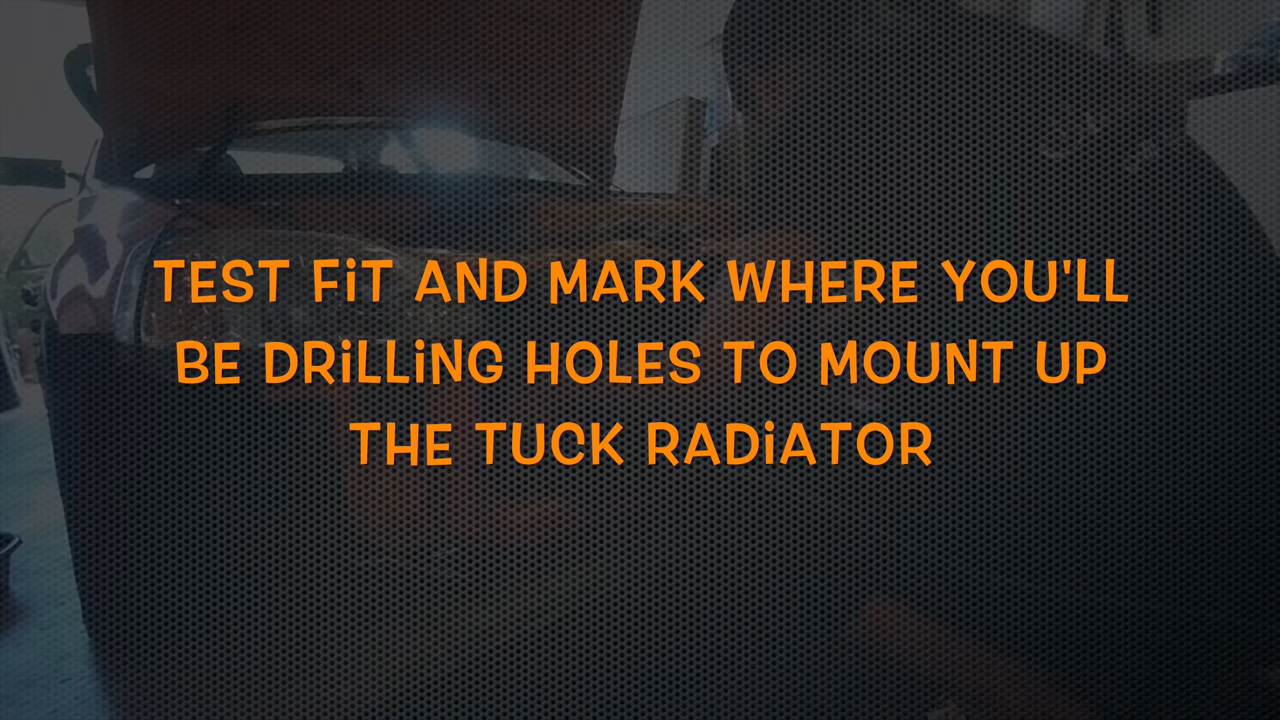 TEST FiT AND MARK WHERE YOU'LL
BE DRiLLiNG HOLES TO MOUNT UP
THE TUCK RADiATOR